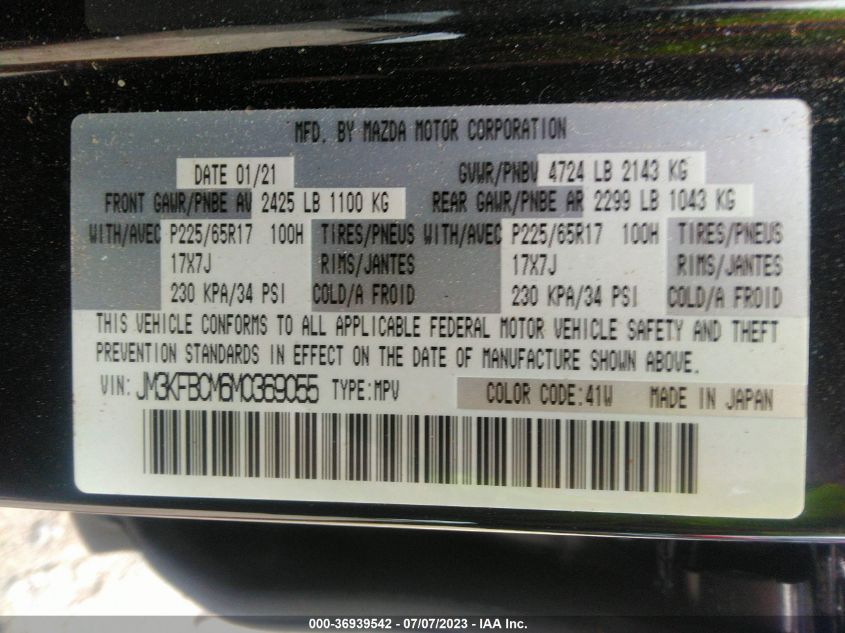 MFD. BY MAZDA MOTOR CORPORATION
DATE 01/21 GVWR/PNBV 4724 LB 2143 KG
FRONT GAWR/PNBE AV 2425 LB 1100 KG REAR GAWR/PNBE AR 2299 LB 1043 KG
WITH/AVEC P225/65R17 100H TIRES/PNEUS WITH/AVEC P225/65R17 100H TIRES/PNEUS
17X7J RIMS/JANTES 17X7J RIMS/JANTES
230 KPA/34 PSI COLD/A FROID 230 KPA/34 PSI COLD/A FROID
THIS VEHICLE CONFORMS TO ALL APPLICABLE FEDERAL MOTOR VEHICLE SAFETY AND THEFT
PREVENTION STANDARDS IN EFFECT ON THE DATE OF MANUFACTURE SHOWN ABOVE.
VIN: JM3KFBCM6M0369055 TYPE:MPV COLOR CODE:41W MADE IN JAPAN
000-36939542 - 07/07/2023 - IAA Inc.